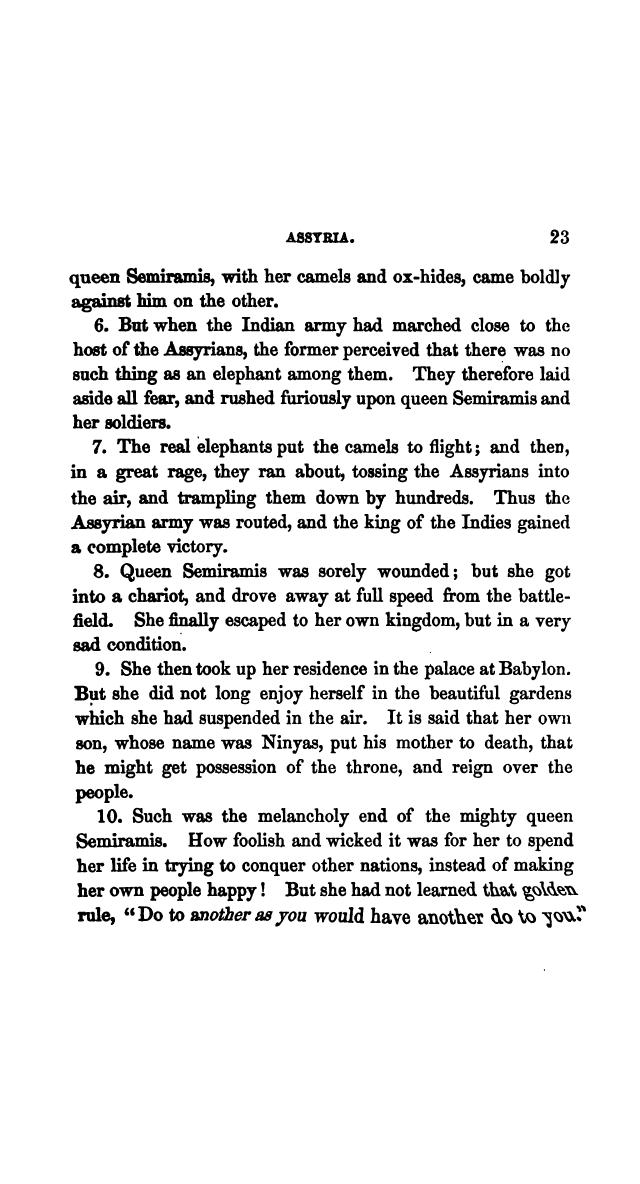 ASSYRIA. 23
queen Semiramis, with her camels and ox-hides, came boldly
against him on the other.
6. But when the Indian army had marched close to the
host of the Assyrians, the former perceived that there was no
such thing as an elephant among them. They therefore laid
aside all fear, and rushed furiously upon queen Semiramis and
her soldiers.
7. The real elephants put the camels to flight; and then,
in a great rage, they ran about, tossing the Assyrians into
the air, and trampling them down by hundreds. Thus the
Assyrian army was routed, and the king of the Indies gained
a complete victory.
8. Queen Semiramis was sorely wounded; but she got
into a chariot, and drove away at full speed from the battle-
field. She finally escaped to her own kingdom, but in a very
sad condition.
9. She then took up her residence in the palace at Babylon.
But she did not long enjoy herself in the beautiful gardens
which she had suspended in the air. It is said that her own
son, whose name was Ninyas, put his mother to death, that
he might get possession of the throne, and reign over the
people.
10. Such was the melancholy end of the mighty queen
Semiramis. How foolish and wicked it was for her to spend
her life in trying to conquer other nations, instead of making
her own people happy! But she had not learned that golden
rule, "Do to another as you would have another do to you."